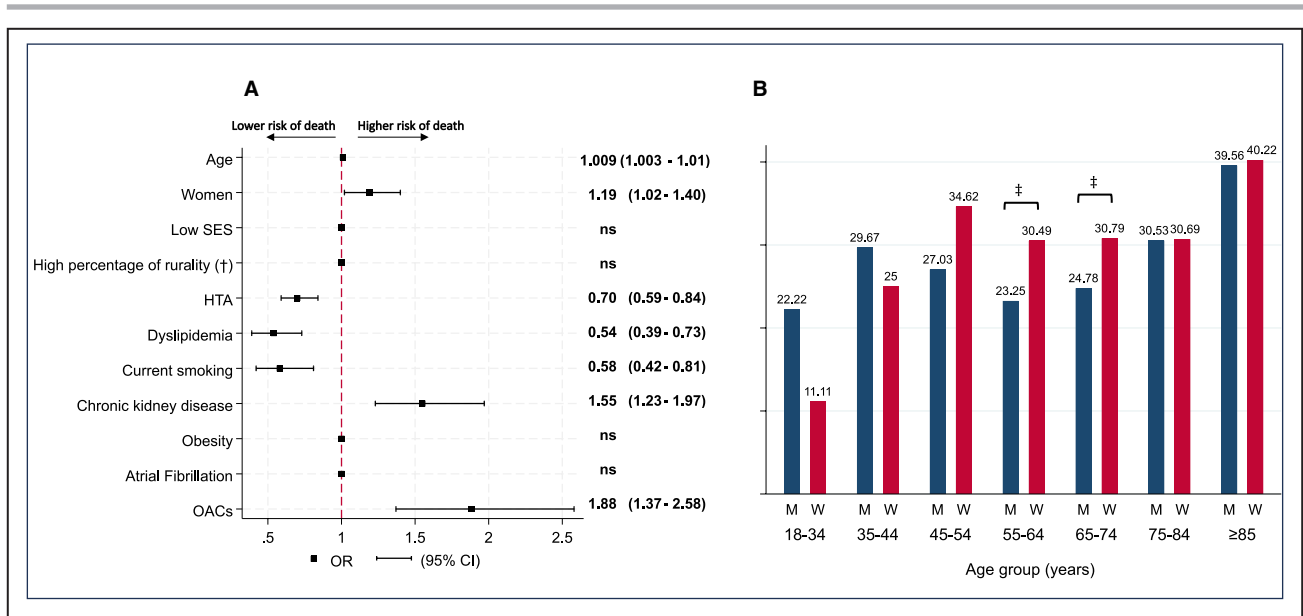 A
Lower risk of death
Higher risk of death
Age 1.009 (1.003 - 1.01)
Women 1.19 (1.02 - 1.40)
Low SES ns
High percentage of rurality (†) ns
HTA 0.70 (0.59 - 0.84)
Dyslipidemia 0.54 (0.39 - 0.73)
Current smoking 0.58 (0.42 - 0.81)
Chronic kidney disease 1.55 (1.23 - 1.97)
Obesity ns
Atrial Fibrillation ns
OACs 1.88 (1.37 - 2.58)
.5 1 1.5 2 2.5
OR (95% CI)
B
22.22 11.11 29.67 25 27.03 34.62 23.25 30.49 24.78 30.79 30.53 30.69 39.56 40.22
‡ ‡
M W M W M W M W M W M W M W
18-34 35-44 45-54 55-64 65-74 75-84 ≥85
Age group (years)